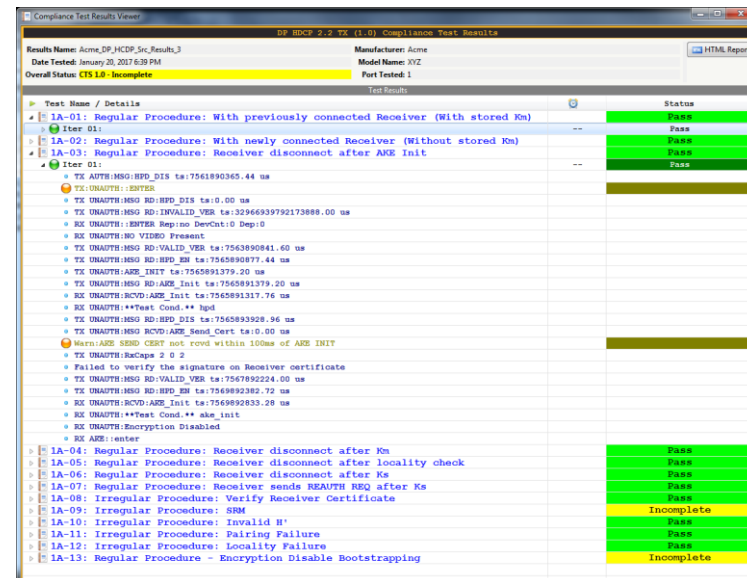 Compliance Test Results Viewer
DP HDCP 2.2 TX (1.0) Compliance Test Results
Results Name: Acme_DP_HCDP_Src_Results_3 Manufacturer: Acme HTML Repor
Date Tested: January 20, 2017 6:39 PM Model Name: XYZ
Overall Status: CTS 1.0 - Incomplete Port Tested: 1
Test Results
Test Name / Details Status
1A-01: Regular Procedure: With previously connected Receiver (With stored Km) Pass
Iter 01: -- Pass
1A-02: Regular Procedure: With newly connected Receiver (Without stored Km) Pass
1A-03: Regular Procedure: Receiver disconnect after AKE Init Pass
Iter 01: -- Pass
TX AUTH:MSG:HPD_DIS ts:7561890365.44 us
TX:UNAUTH::ENTER
TX UNAUTH:MSG RD:HPD_DIS ts:0.00 us
TX UNAUTH:MSG RD:INVALID_VER ts:32966939792173888.00 us
RX UNAUTH::ENTER Rep:no DevCnt:0 Dep:0
RX UNAUTH:NO VIDEO Present
TX UNAUTH:MSG RD:VALID_VER ts:7563890841.60 us
TX UNAUTH:MSG RD:HPD_EN ts:7565890877.44 us
TX UNAUTH:AKE_INIT ts:7565891379.20 us
TX UNAUTH:MSG RD:AKE_Init ts:7565891379.20 us
RX UNAUTH:RCVD:AKE_Init ts:7565891317.76 us
RX UNAUTH:**Test Cond.** hpd
TX UNAUTH:MSG RD:HPD_DIS ts:7565893928.96 us
TX UNAUTH:MSG RCVD:AKE_Send_Cert ts:0.00 us
Warn:AKE SEND CERT not rcvd within 100ms of AKE INIT
TX UNAUTH:RxCaps 2 0 2
Failed to verify the signature on Receiver certificate
TX UNAUTH:MSG RD:VALID_VER ts:7567892224.00 us
TX UNAUTH:MSG RD:HPD_EN ts:7569892382.72 us
RX UNAUTH:RCVD:AKE_Init ts:7569892833.28 us
RX UNAUTH:**Test Cond.** ake_init
RX UNAUTH:Encryption Disabled
RX AKE::enter
1A-04: Regular Procedure: Receiver disconnect after Km Pass
1A-05: Regular Procedure: Receiver disconnect after locality check Pass
1A-06: Regular Procedure: Receiver disconnect after Ks Pass
1A-07: Regular Procedure: Receiver sends REAUTH REQ after Ks Pass
1A-08: Irregular Procedure: Verify Receiver Certificate Pass
1A-09: Irregular Procedure: SRM Incomplete
1A-10: Irregular Procedure: Invalid H' Pass
1A-11: Irregular Procedure: Pairing Failure Pass
1A-12: Irregular Procedure: Locality Failure Pass
1A-13: Regular Procedure - Encryption Disable Bootstrapping Incomplete